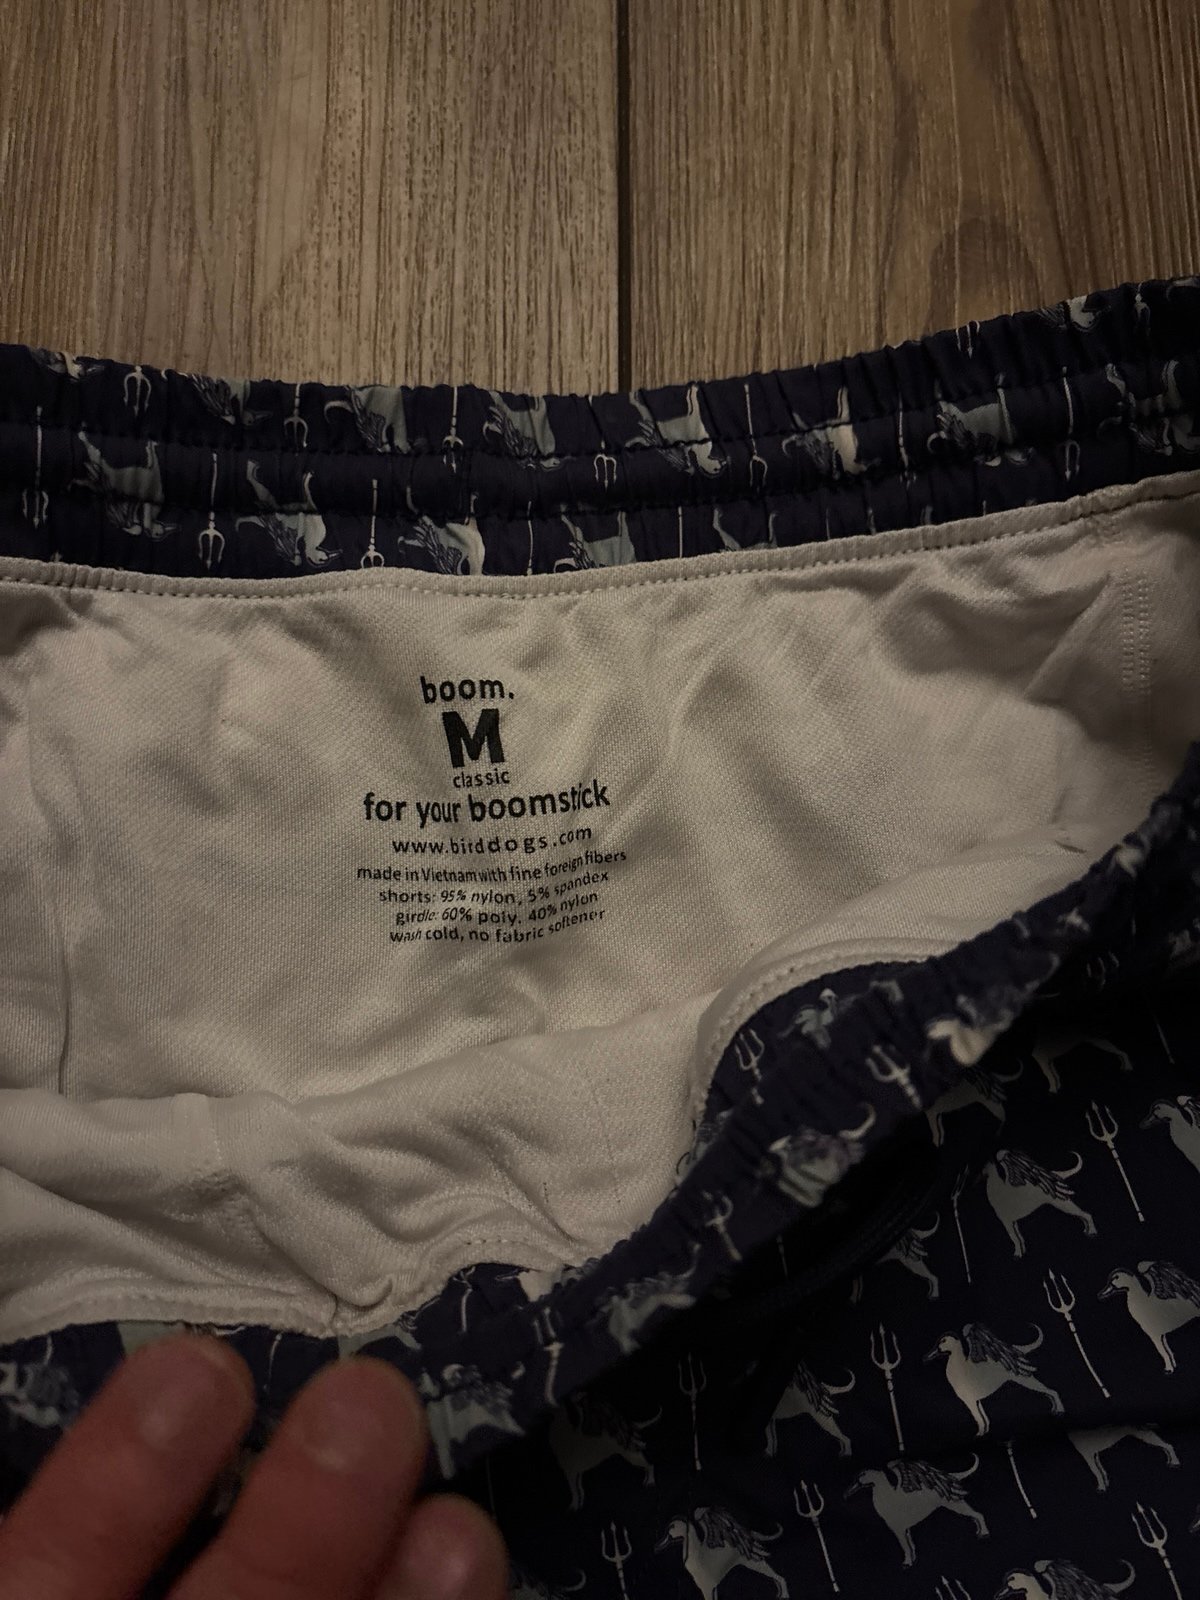 boom.
M
classic
for your boomstick
www.birddogs.com
made in Vietnam with fine foreign fibers
shorts: 95% nylon, 5% spandex
girdle: 60% poly, 40% nylon
wash cold, no fabric softener